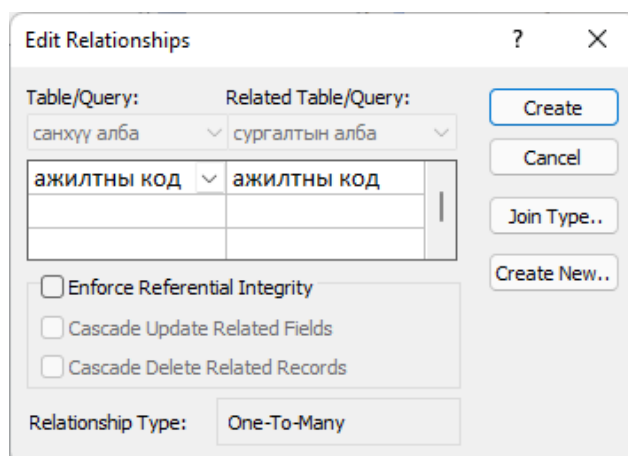 Edit Relationships ? ×
Table/Query: Related Table/Query: Create
санхүү алба сургалтын алба
Cancel
ажилтны код ажилтны код
Join Type..
Create New..
Enforce Referential Integrity
Cascade Update Related Fields
Cascade Delete Related Records
Relationship Type: One-To-Many